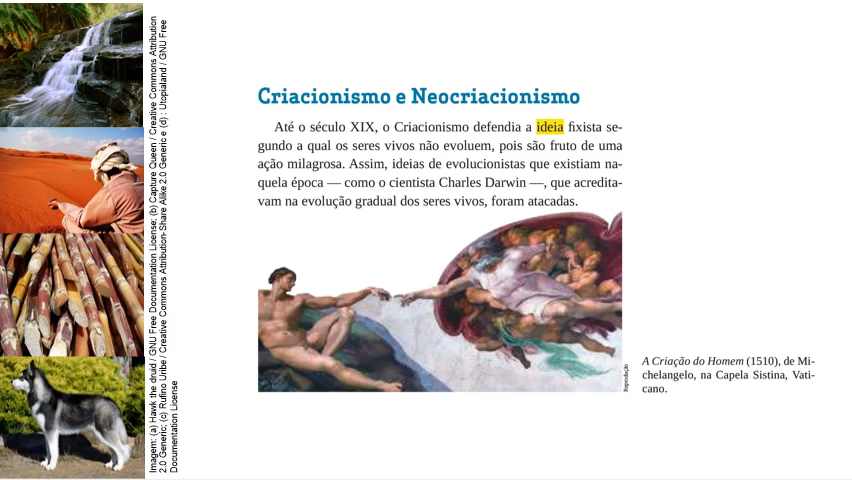 Criacionismo e Neocriacionismo
Até o século XIX, o Criacionismo defendia a ideia fixista se-
gundo a qual os seres vivos não evoluem, pois são fruto de uma
ação milagrosa. Assim, ideias de evolucionistas que existiam na-
quela época — como o cientista Charles Darwin —, que acredita-
vam na evolução gradual dos seres vivos, foram atacadas.
Reprodução
A Criação do Homem (1510), de Mi-
chelangelo, na Capela Sistina, Vati-
cano.
Imagem: (a) Hawk the druid / GNU Free Documentation License; (b) Capture Queen / Creative Commons Attribution
2.0 Generic; (c) Rufino Uribe / Creative Commons Attribution-Share Alike 2.0 Generic e (d) : Utopialand / GNU Free
Documentation License